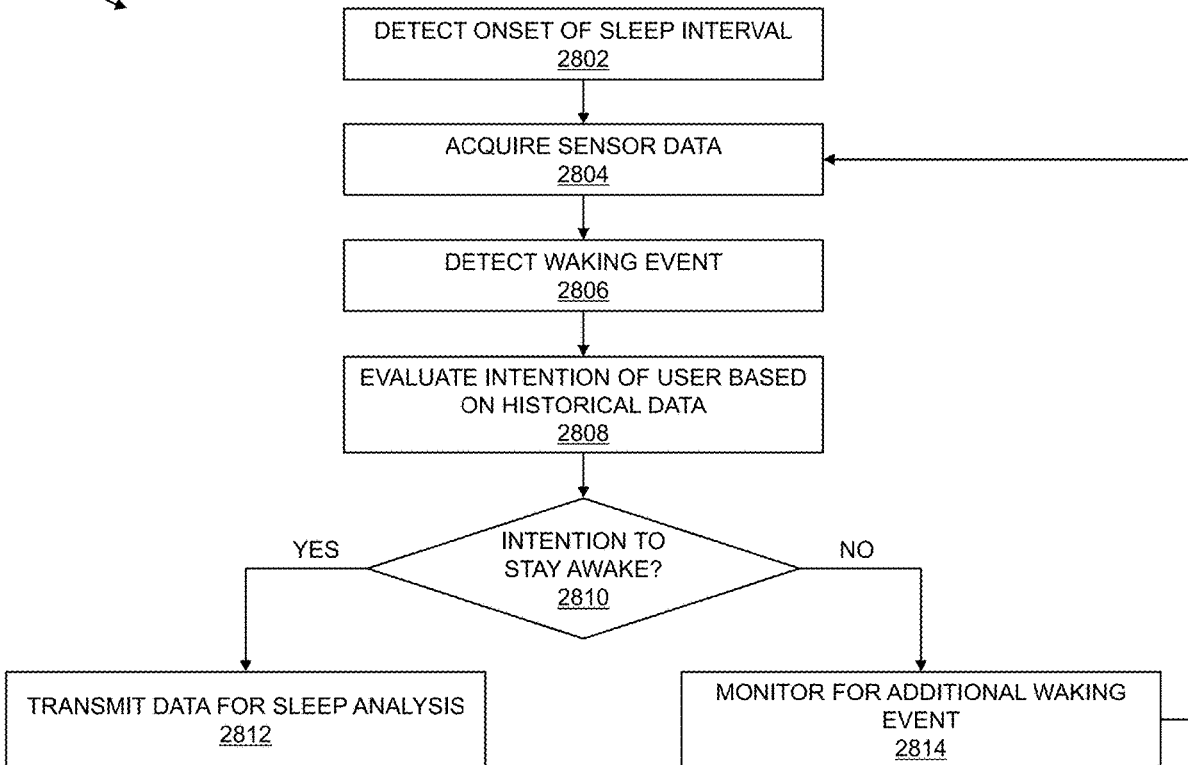 DETECT ONSET OF SLEEP INTERVAL
2802
ACQUIRE SENSOR DATA
2804
DETECT WAKING EVENT
2806
EVALUATE INTENTION OF USER BASED
ON HISTORICAL DATA
2808
YES
INTENTION TO
STAY AWAKE?
2810
NO
TRANSMIT DATA FOR SLEEP ANALYSIS
2812
MONITOR FOR ADDITIONAL WAKING
EVENT
2814